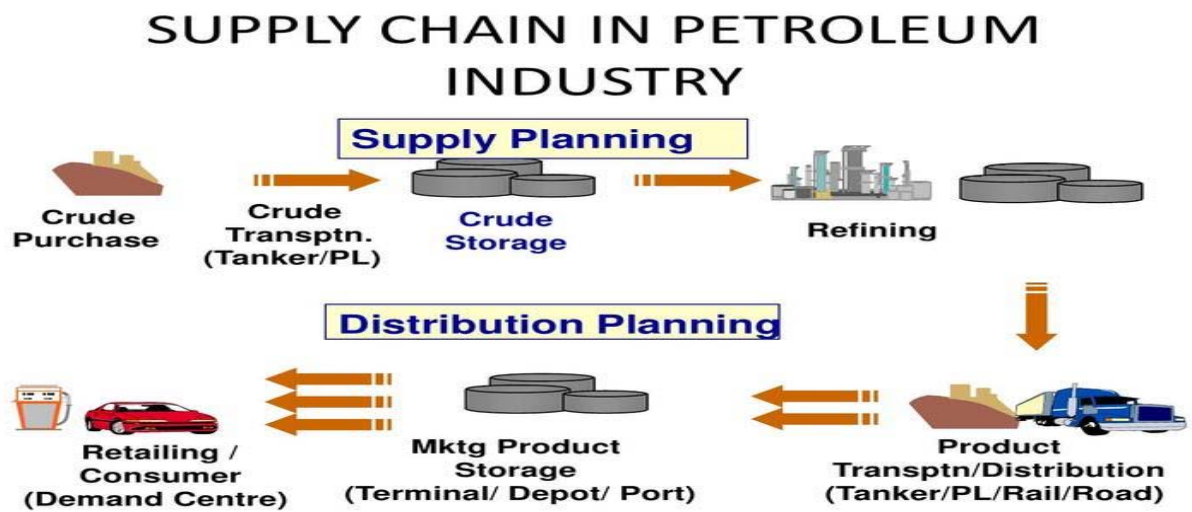 SUPPLY CHAIN IN PETROLEUM
INDUSTRY
Supply Planning
Crude
Purchase
Crude
Transptn.
(Tanker/PL)
Crude
Storage
Refining
Distribution Planning
Retailing /
Consumer
(Demand Centre)
Mktg Product
Storage
(Terminal/ Depot/ Port)
Product
Transptn/Distribution
(Tanker/PL/Rail/Road)